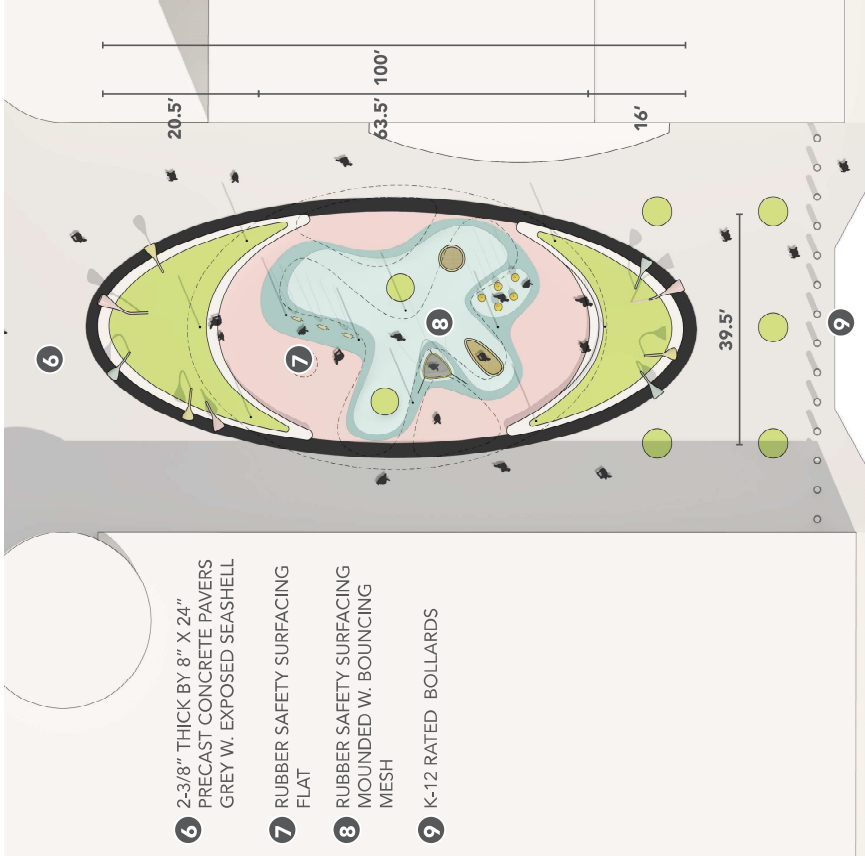 100'
20.5'
63.5'
16'
39.5'
6
7
8
9
6 2-3/8" THICK BY 8" X 24"
PRECAST CONCRETE PAVERS
GREY W. EXPOSED SEASHELL
7 RUBBER SAFETY SURFACING
FLAT
8 RUBBER SAFETY SURFACING
MOUNDED W. BOUNCING
MESH
9 K-12 RATED BOLLARDS